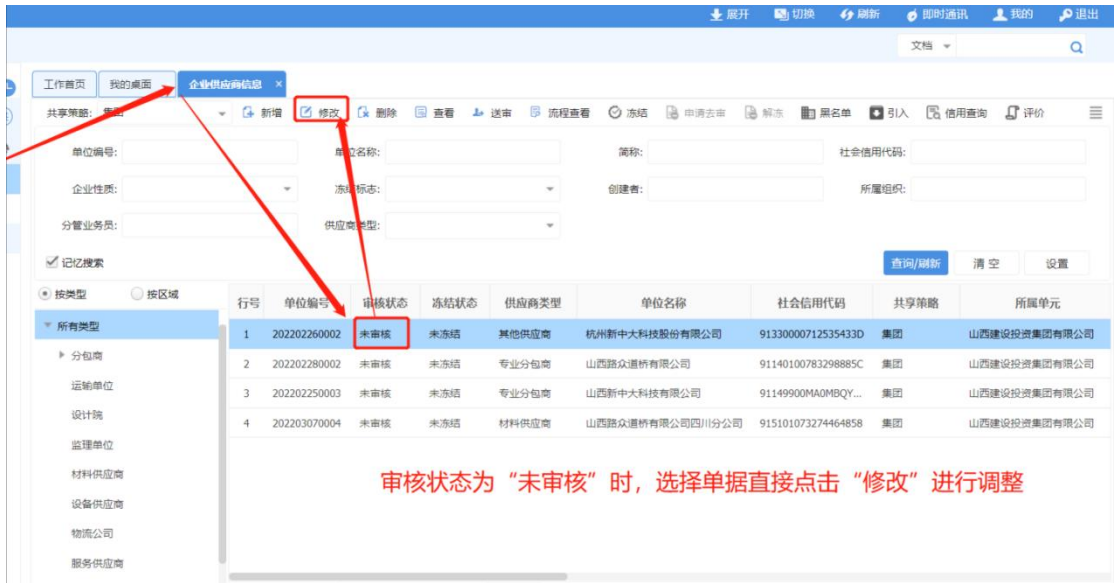 展开 切换 刷新 即时通讯 我的 退出
文档
工作首页 我的桌面 企业供应商信息 ×
共享策略: 集团 新增 修改 删除 查看 送审 流程查看 冻结 申请去审 解冻 黑名单 引入 信用查询 评价
单位编号: 单位名称: 简称: 社会信用代码:
企业性质: 冻结标志: 创建者: 所属组织:
分管业务员: 供应商类型:
记忆搜索 查询/刷新 清空 设置
按类型 按区域
行号 单位编号 审核状态 冻结状态 供应商类型 单位名称 社会信用代码 共享策略 所属单元
所有类型
1 202202260002 未审核 未冻结 其他供应商 杭州新中大科技股份有限公司 91330000712535433D 集团 山西建设投资集团有限公司
分包商
2 202202280002 未审核 未冻结 专业分包商 山西路众道桥有限公司 91140100783298885C 集团 山西建设投资集团有限公司
运输单位
3 202202250003 未审核 未冻结 专业分包商 山西新中大科技有限公司 91149900MA0MBQY... 集团 山西建设投资集团有限公司
设计院
4 202203070004 未审核 未冻结 材料供应商 山西路众道桥有限公司四川分公司 915101073274464858 集团 山西建设投资集团有限公司
监理单位
材料供应商
审核状态为“未审核”时，选择单据直接点击“修改”进行调整
设备供应商
物流公司
服务供应商